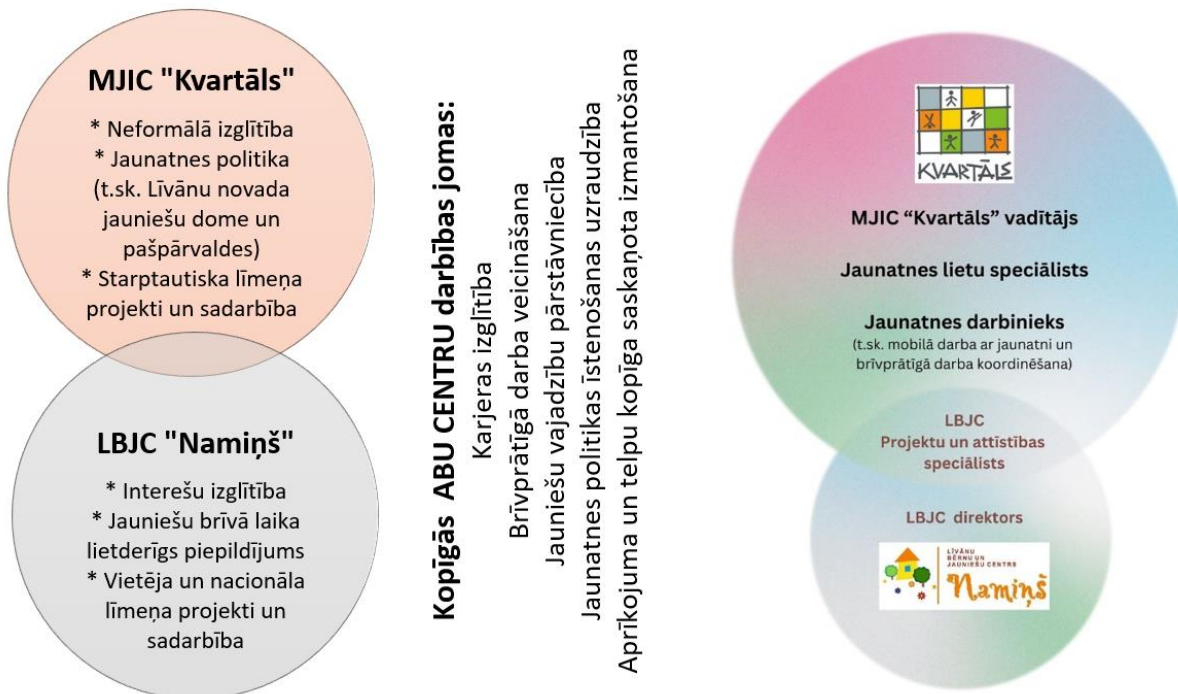 MJIC "Kvartāls"
* Neformālā izglītība
* Jaunatnes politika
(t.sk. Līvānu novada
jauniešu dome un
pašpārvaldes)
* Starptautiska līmeņa
projekti un sadarbība
LBJC "Namiņš"
* Interešu izglītība
* Jauniešu brīvā laika
lietderīgs piepildījums
* Vietēja un nacionāla
līmeņa projekti un
sadarbība
Kopīgās ABU CENTRU darbības jomas:
Karjeras izglītība
Brīvprātīgā darba veicināšana
Jauniešu vajadzību pārstāvniecība
Jaunatnes politikas īstenošanas uzraudzība
Aprīkojuma un telpu kopīga saskaņota izmantošana
KVARTĀLS
MJIC “Kvartāls” vadītājs
Jaunatnes lietu speciālists
Jaunatnes darbinieks
(t.sk. mobilā darba ar jaunatni un
brīvprātīgā darba koordinēšana)
LBJC
Projektu un attīstības
speciālists
LBJC direktors
LĪVĀNU
BĒRNU UN
JAUNIEŠU CENTRS
Namiņš